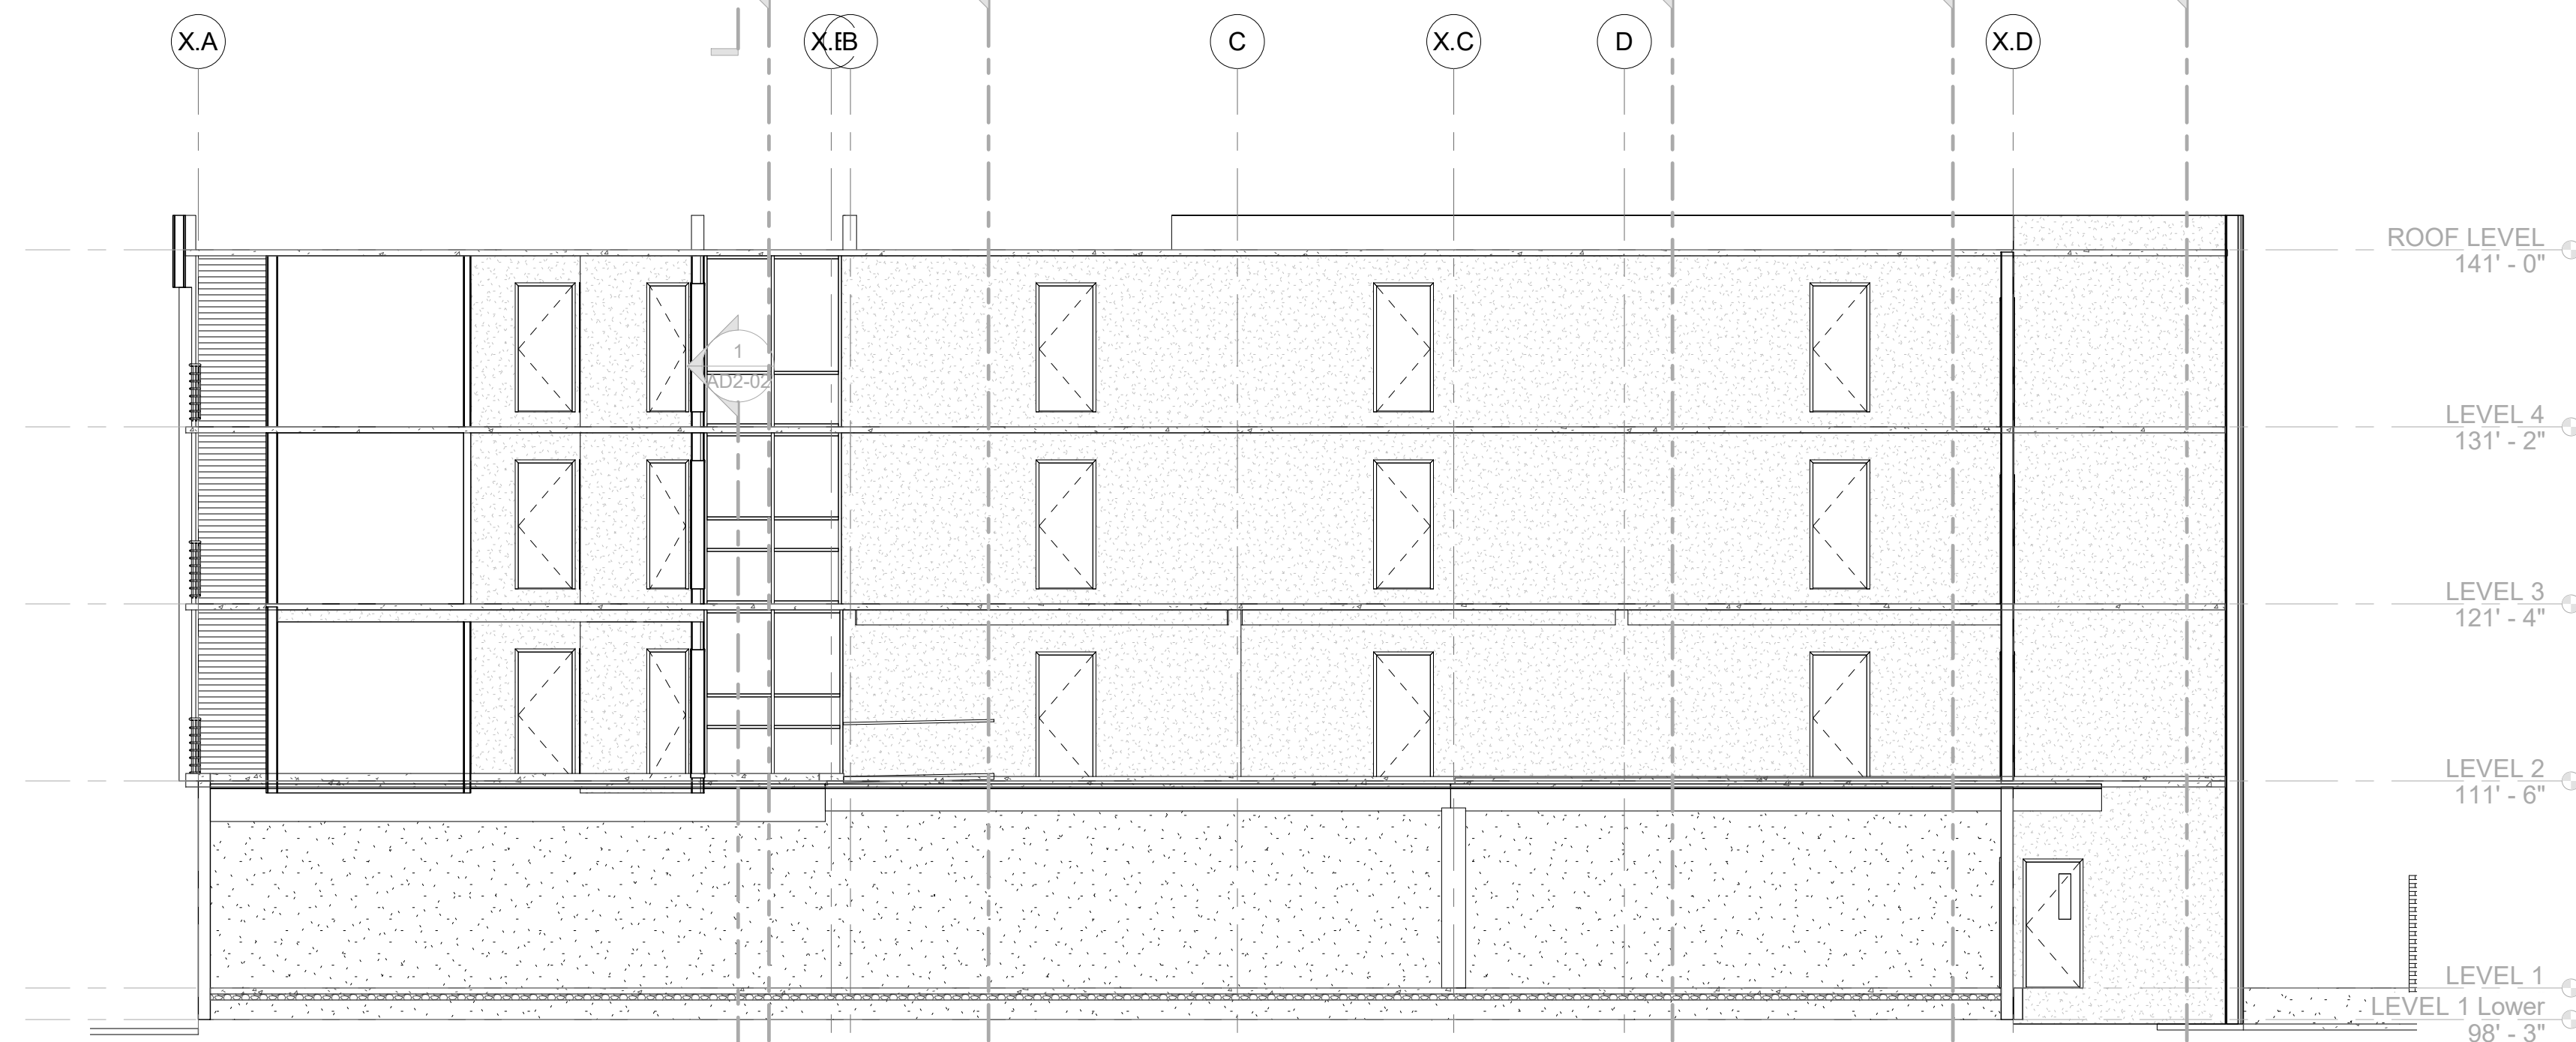 X.A
X.B
B
C
X.C
D
X.D
ROOF LEVEL
141' - 0"
1
AD2-02
LEVEL 4
131' - 2"
LEVEL 3
121' - 4"
LEVEL 2
111' - 6"
LEVEL 1
LEVEL 1 Lower
98' - 3"